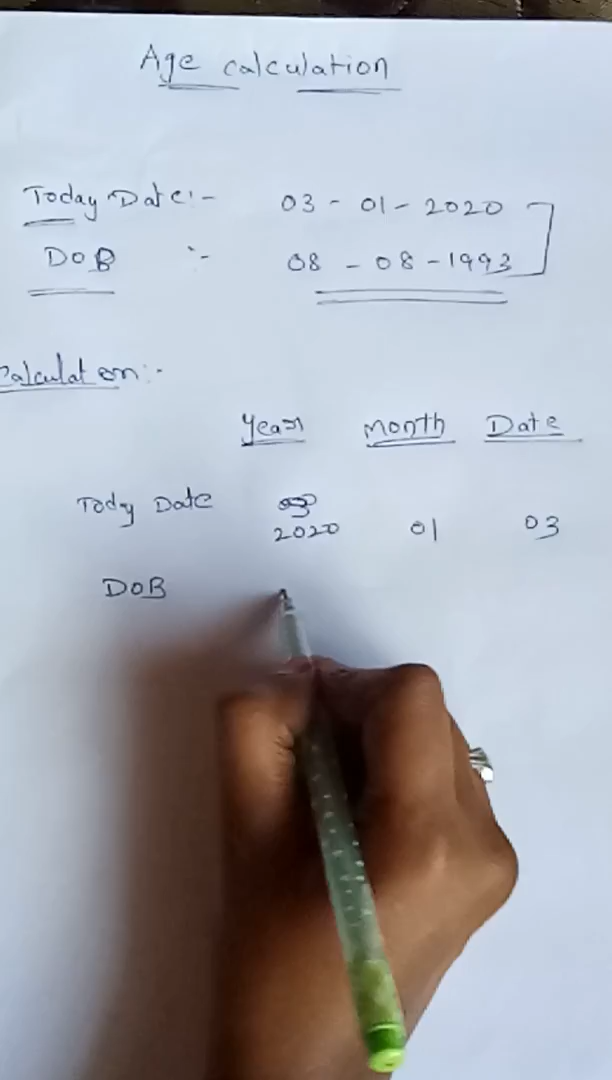 Age calculation
Today Date:- 03-01-2020
DOB :- 08-08-1993
Calculation:-
Year Month Date
Tody Date 2020 01 03
DOB